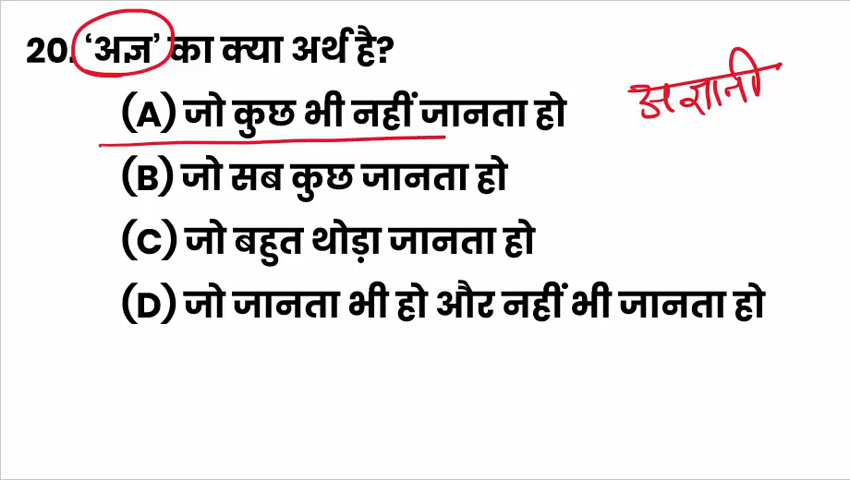 20. 'अज्ञ' का क्या अर्थ है?
अज्ञानी
(A) जो कुछ भी नहीं जानता हो
(B) जो सब कुछ जानता हो
(C) जो बहुत थोड़ा जानता हो
(D) जो जानता भी हो और नहीं भी जानता हो